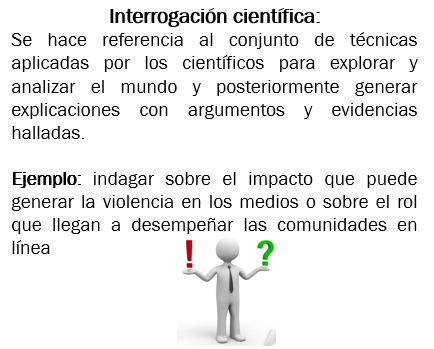 Interrogación científica:
Se hace referencia al conjunto de técnicas
aplicadas por los científicos para explorar y
analizar el mundo y posteriormente generar
explicaciones con argumentos y evidencias
halladas.
Ejemplo: indagar sobre el impacto que puede
generar la violencia en los medios o sobre el rol
que llegan a desempeñar las comunidades en
línea
! ?